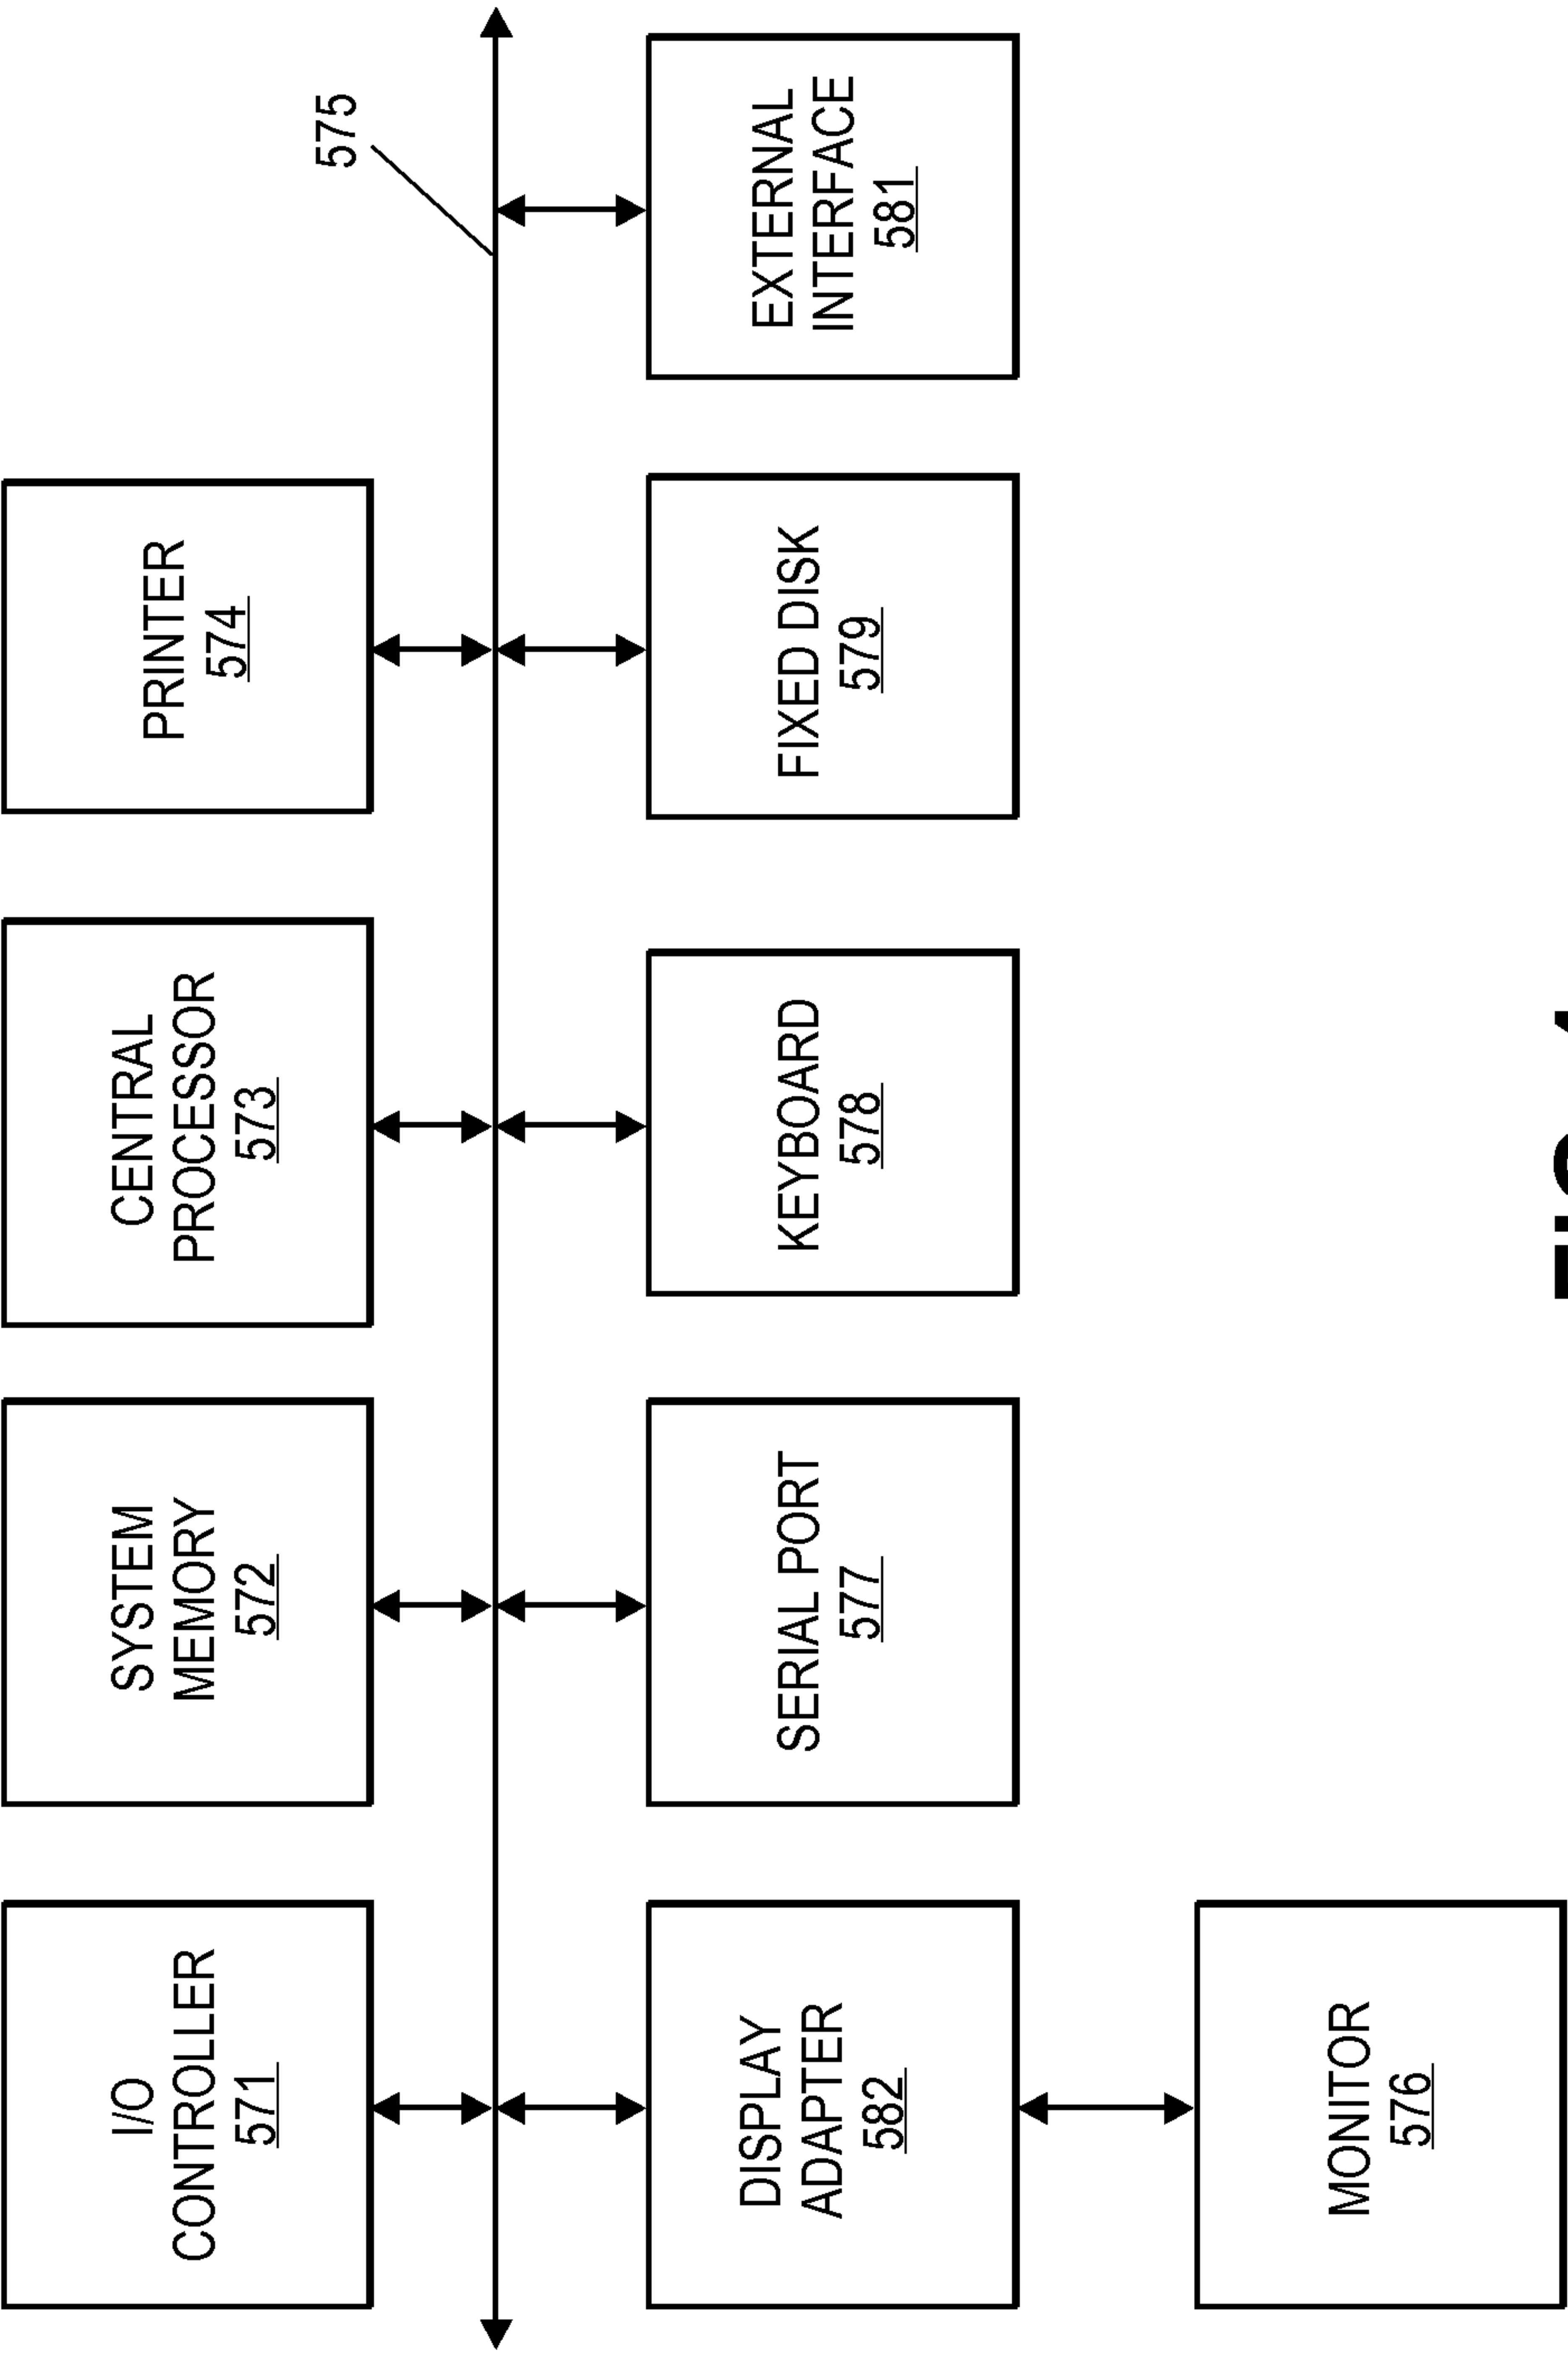 575
I/O
CONTROLLER
571
SYSTEM
MEMORY
572
CENTRAL
PROCESSOR
573
PRINTER
574
DISPLAY
ADAPTER
582
SERIAL PORT
577
KEYBOARD
578
FIXED DISK
579
EXTERNAL
INTERFACE
581
MONITOR
576